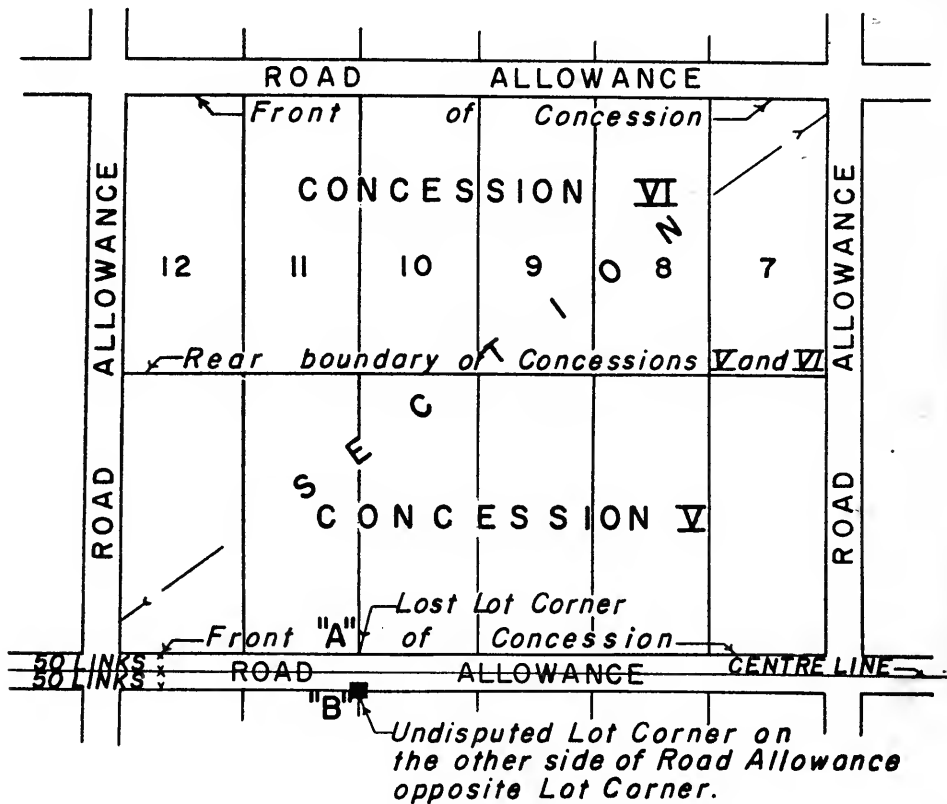 ROAD ALLOWANCE
Front of Concession
CONCESSION VI
12 11 10 9 8 7
Rear boundary of Concessions V and VI
SECTION
CONCESSION V
ROAD ALLOWANCE
ROAD ALLOWANCE
Lost Lot Corner
"A"
Front of Concession
50 LINKS
50 LINKS
ROAD ALLOWANCE
CENTRE LINE
"B"
Undisputed Lot Corner on
the other side of Road Allowance
opposite Lot Corner.